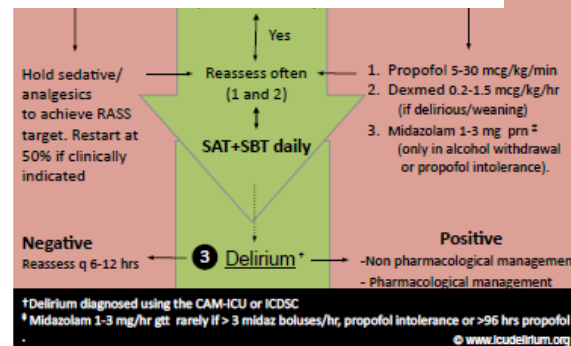 Yes
Hold sedative/
analgesics
to achieve RASS
target. Restart at
50% if clinically
indicated
Reassess often
(1 and 2)
SAT+SBT daily
1. Propofol 5-30 mcg/kg/min
2. Dexmed 0.2-1.5 mcg/kg/hr
(if delirious/weaning)
3. Midazolam 1-3 mg prn ‡
(only in alcohol withdrawal
or propofol intolerance).
Negative
Reassess q 6-12 hrs
3 Delirium †
Positive
-Non pharmacological managemen
- Pharmacological management
†Delirium diagnosed using the CAM-ICU or ICDSC
‡ Midazolam 1-3 mg/hr gtt rarely if > 3 midaz boluses/hr, propofol intolerance or >96 hrs propofol
.
© www.icudelirium.org